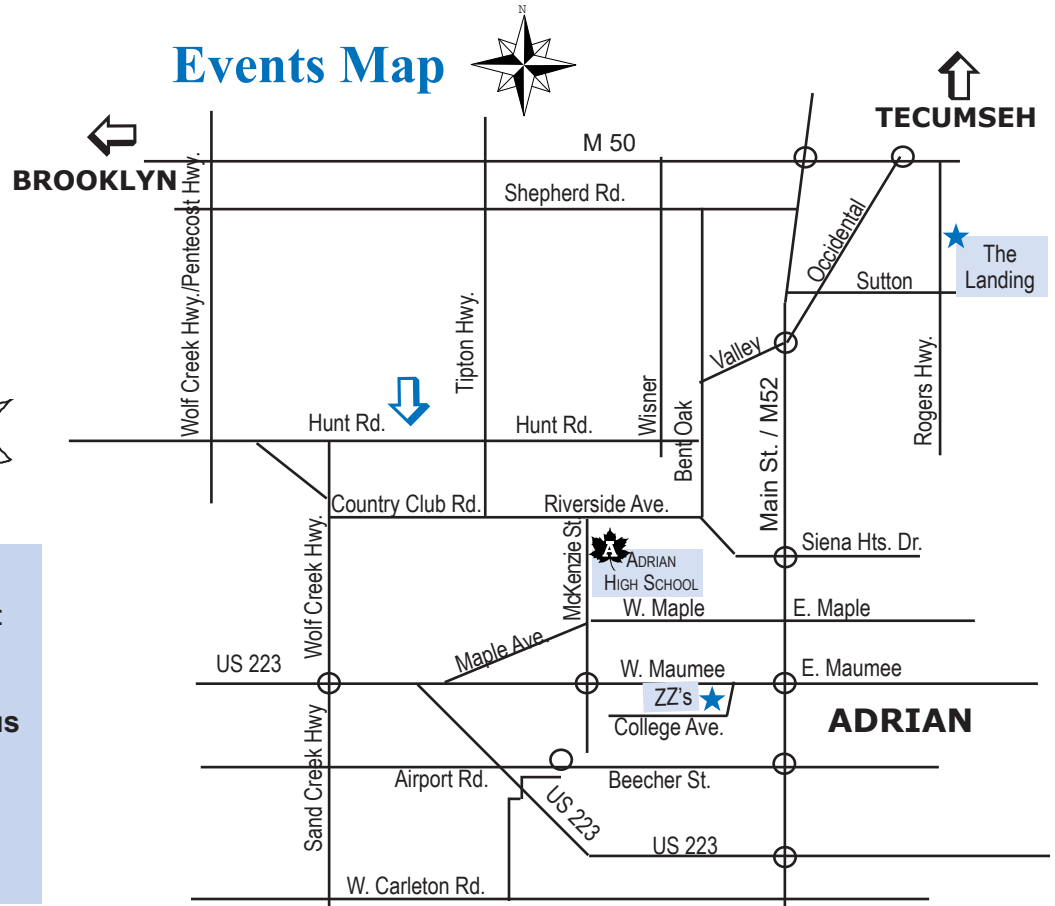 N
Events Map
TECUMSEH
BROOKLYN
M 50
Shepherd Rd.
Wolf Creek Hwy./Pentecost Hwy.
Tipton Hwy.
Wisner
Bent Oak
Occidental
Sutton
The
Landing
Valley
Main St. / M52
Rogers Hwy.
Hunt Rd.
Hunt Rd.
Country Club Rd.
Riverside Ave.
Siena Hts. Dr.
Wolf Creek Hwy.
McKenzie St.
A
ADRIAN
HIGH SCHOOL
W. Maple
E. Maple
Maple Ave.
US 223
W. Maumee
E. Maumee
ZZ's
College Ave.
ADRIAN
Sand Creek Hwy
Airport Rd.
Beecher St.
US 223
US 223
W. Carleton Rd.